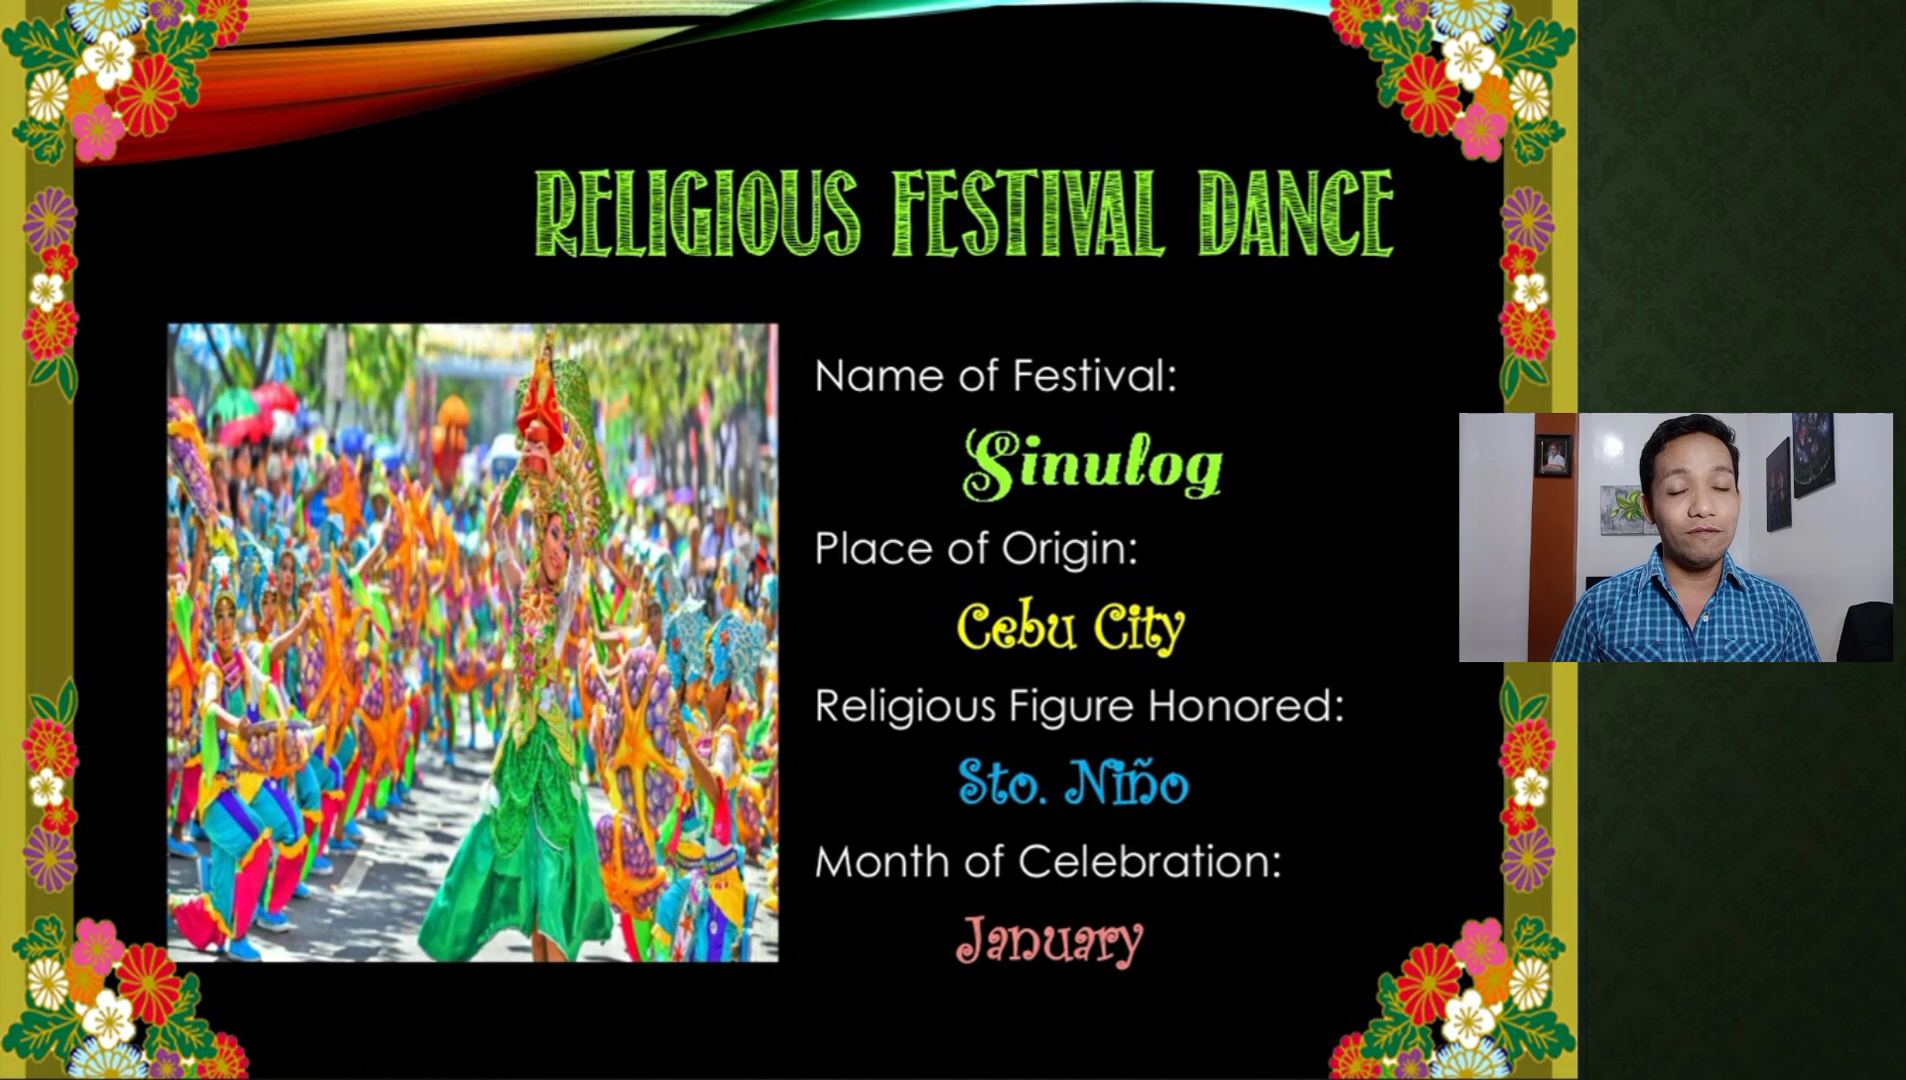 RELIGIOUS FESTIVAL DANCE
Name of Festival:
Sinulog
Place of Origin:
Cebu City
Religious Figure Honored:
Sto. Niño
Month of Celebration:
January